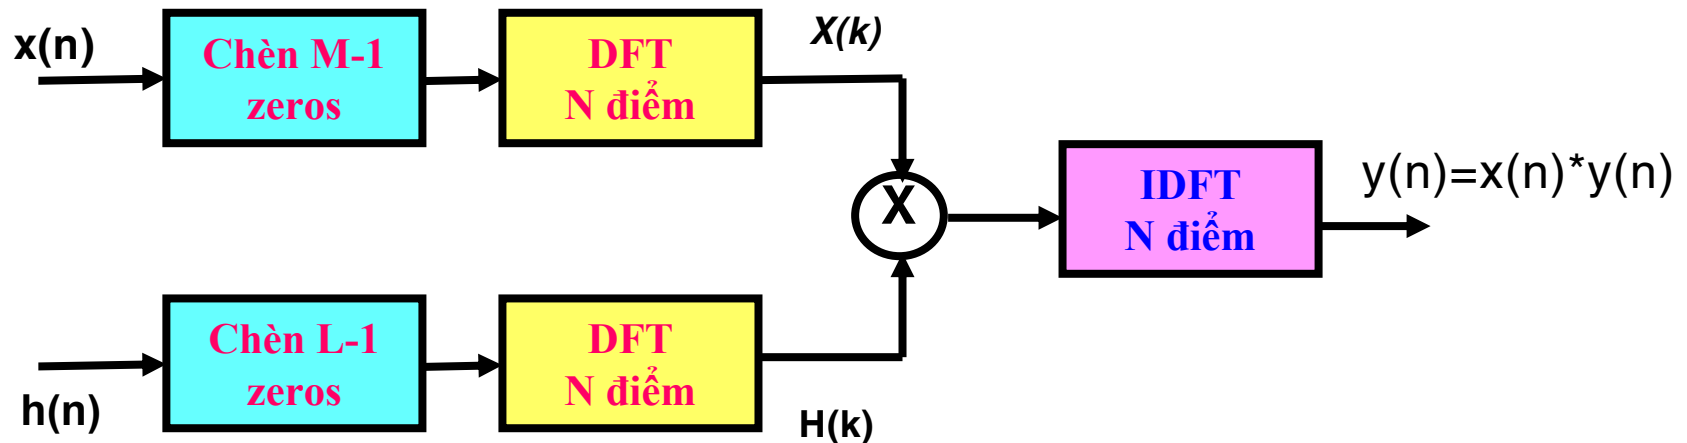 x(n)
Chèn M-1
zeros
DFT
N điểm
X(k)
X
IDFT
N điểm
y(n)=x(n)*y(n)
h(n)
Chèn L-1
zeros
DFT
N điểm
H(k)